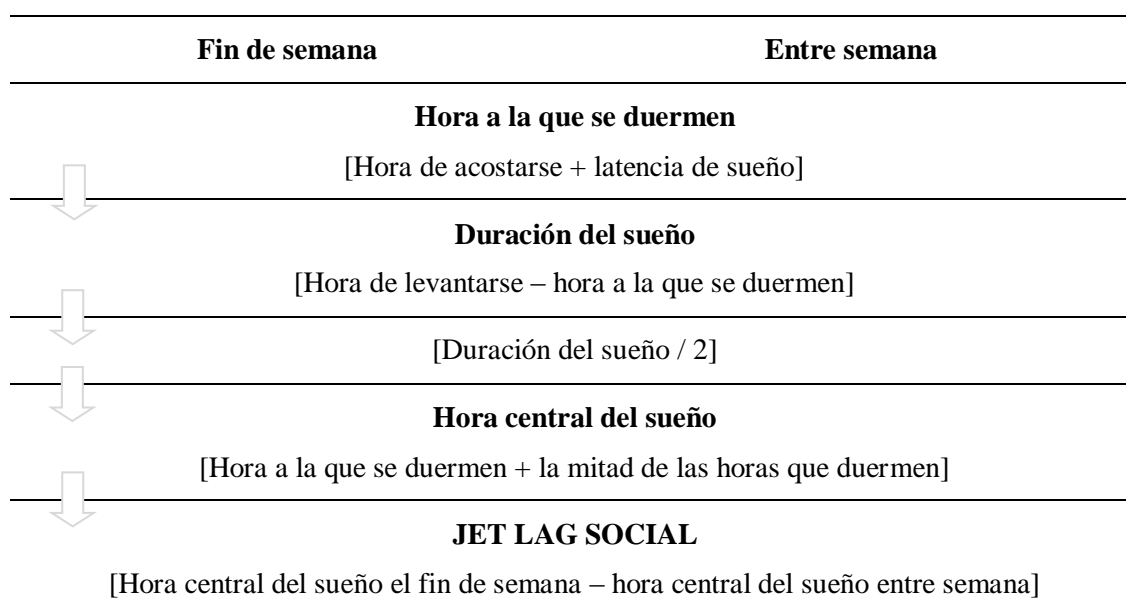 Fin de semana Entre semana
Hora a la que se duermen
[Hora de acostarse + latencia de sueño]
Duración del sueño
[Hora de levantarse – hora a la que se duermen]
[Duración del sueño / 2]
Hora central del sueño
[Hora a la que se duermen + la mitad de las horas que duermen]
JET LAG SOCIAL
[Hora central del sueño el fin de semana – hora central del sueño entre semana]